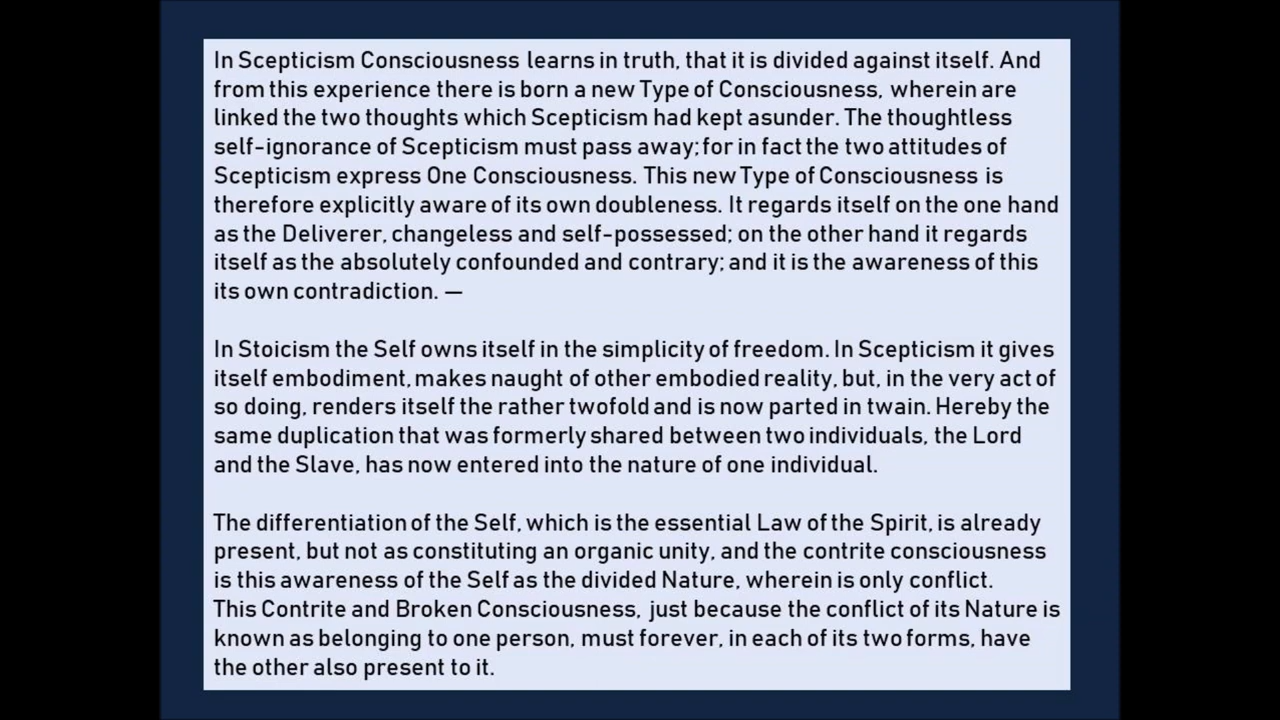 In Scepticism Consciousness learns in truth, that it is divided against itself. And
from this experience there is born a new Type of Consciousness, wherein are
linked the two thoughts which Scepticism had kept asunder. The thoughtless
self-ignorance of Scepticism must pass away; for in fact the two attitudes of
Scepticism express One Consciousness. This new Type of Consciousness is
therefore explicitly aware of its own doubleness. It regards itself on the one hand
as the Deliverer, changeless and self-possessed; on the other hand it regards
itself as the absolutely confounded and contrary; and it is the awareness of this
its own contradiction. —
In Stoicism the Self owns itself in the simplicity of freedom. In Scepticism it gives
itself embodiment, makes naught of other embodied reality, but, in the very act of
so doing, renders itself the rather twofold and is now parted in twain. Hereby the
same duplication that was formerly shared between two individuals, the Lord
and the Slave, has now entered into the nature of one individual.
The differentiation of the Self, which is the essential Law of the Spirit, is already
present, but not as constituting an organic unity, and the contrite consciousness
is this awareness of the Self as the divided Nature, wherein is only conflict.
This Contrite and Broken Consciousness, just because the conflict of its Nature is
known as belonging to one person, must forever, in each of its two forms, have
the other also present to it.